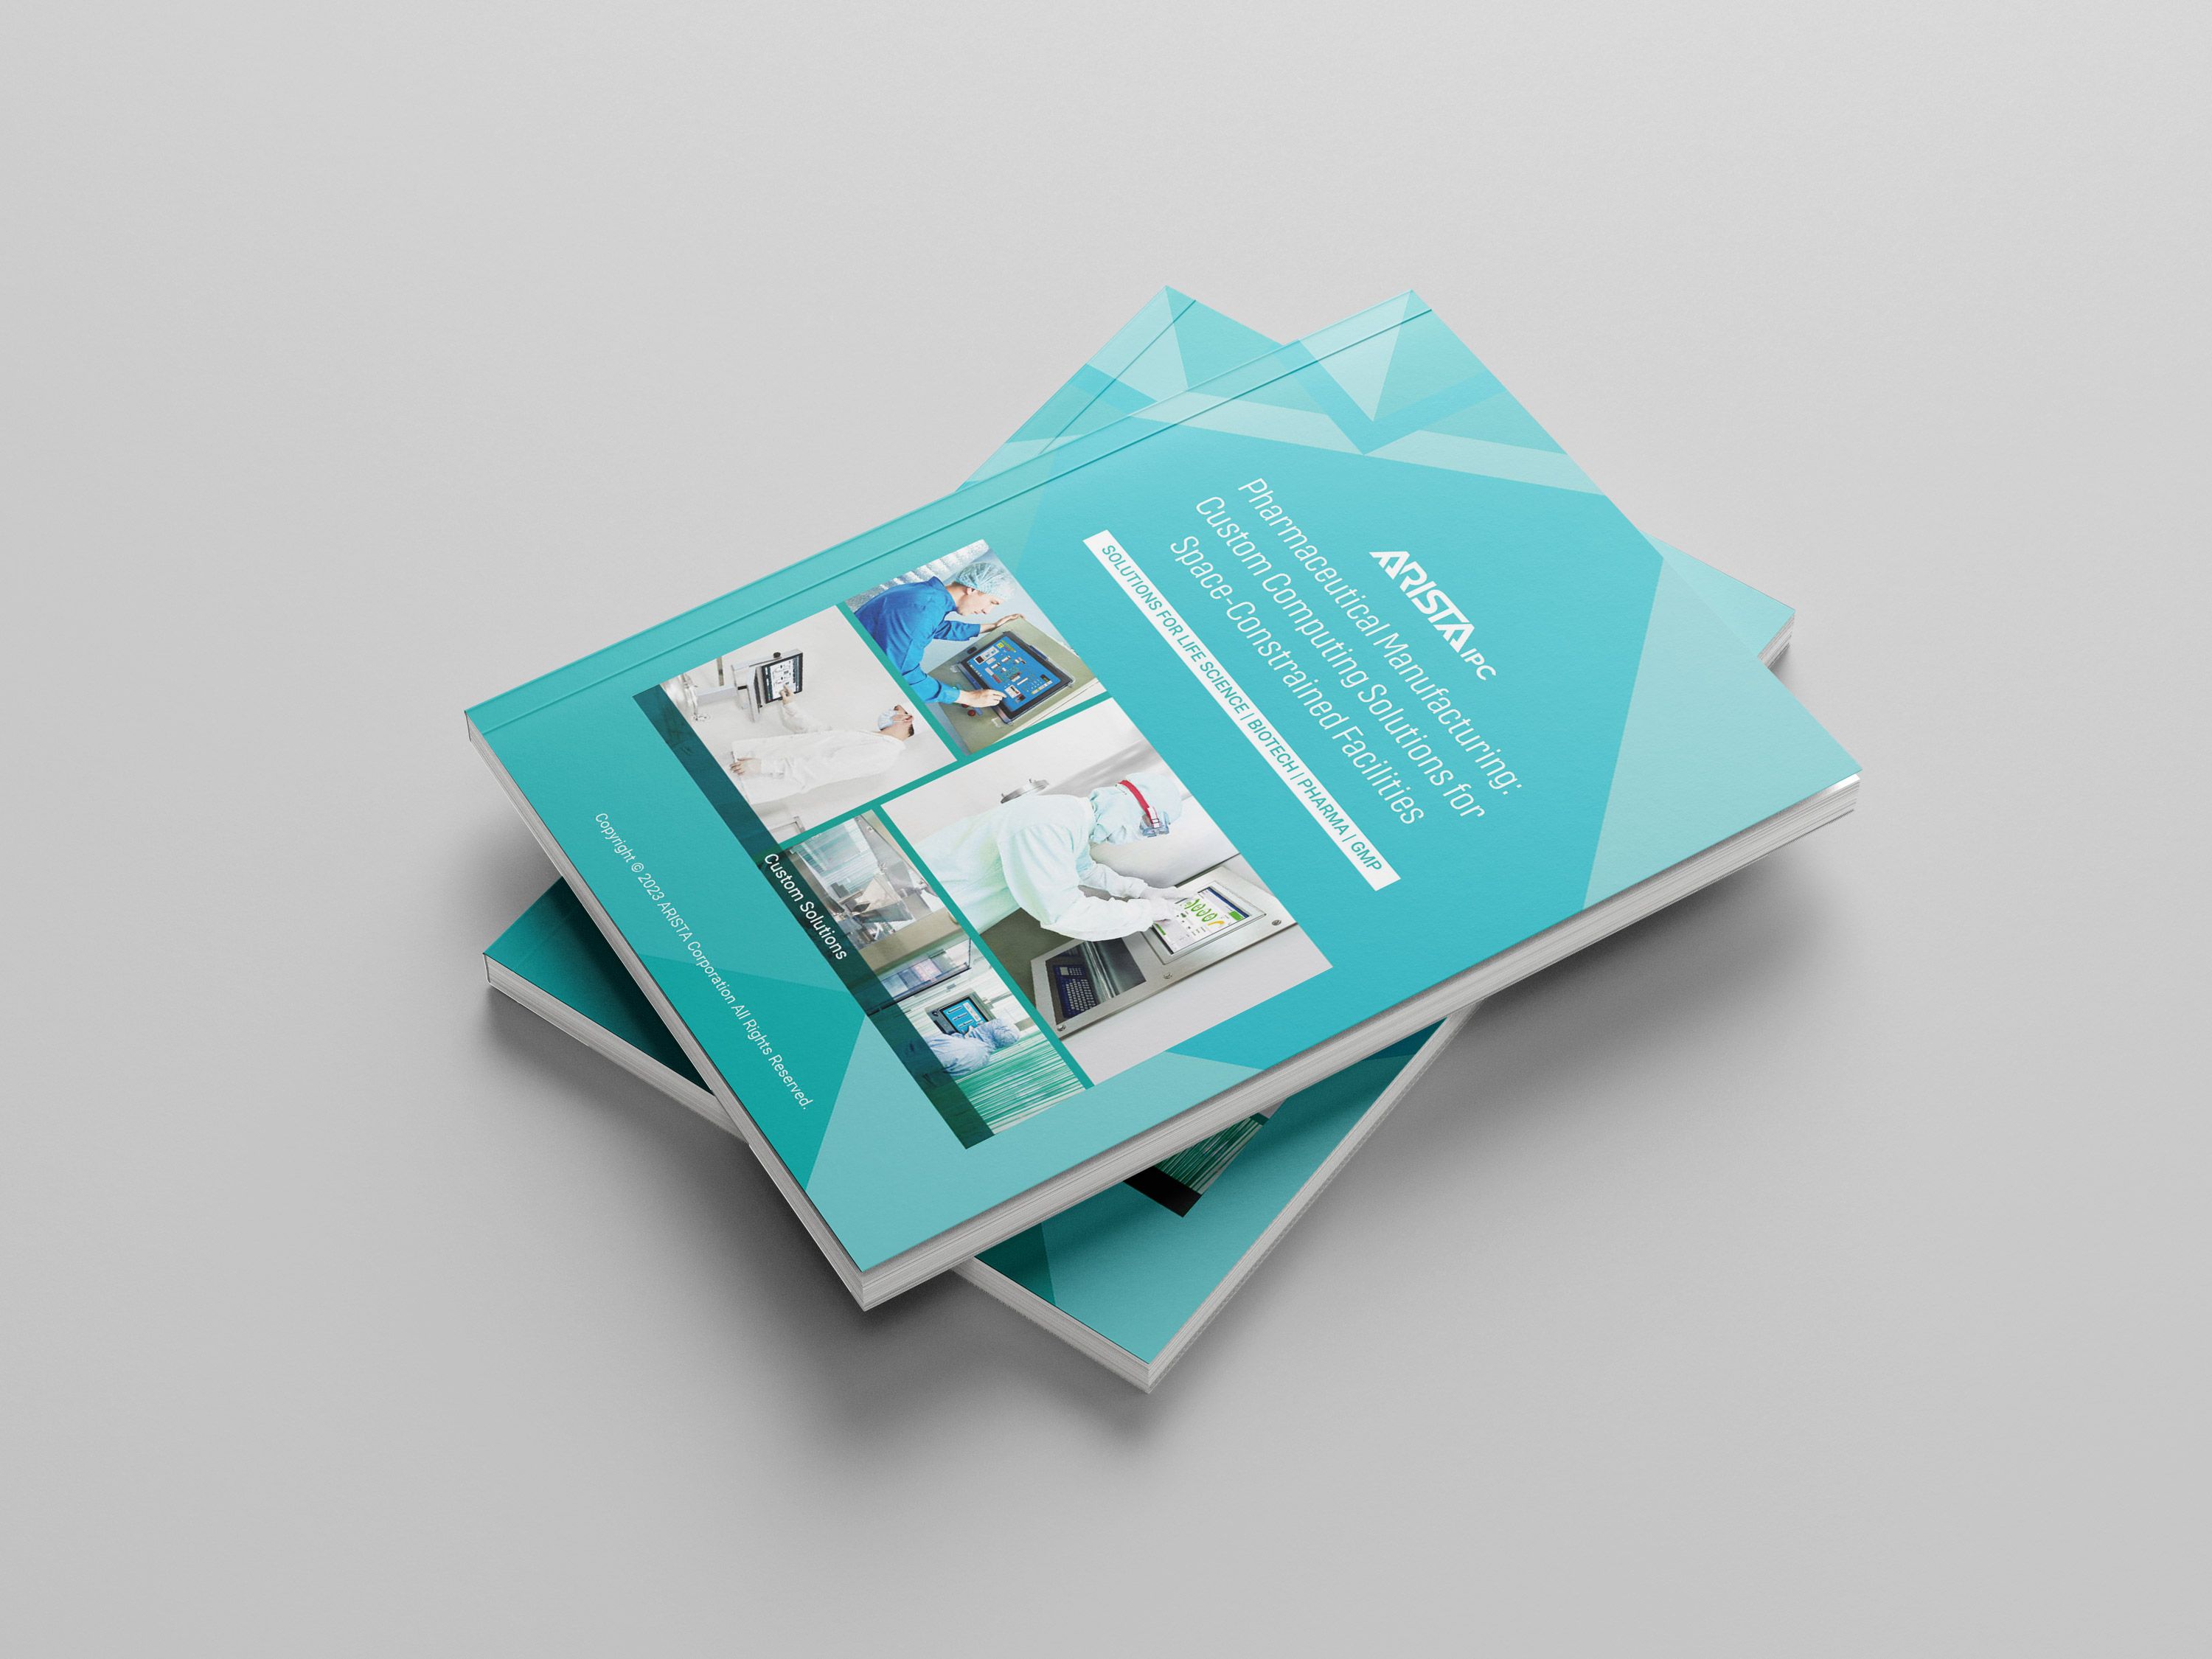 ARISTA IPC
Pharmaceutical Manufacturing:
Custom Computing Solutions for
Space-Constrained Facilities
SOLUTIONS FOR LIFE SCIENCE | BIOTECH | PHARMA | GMP
Custom Solutions
Copyright © 2023 ARISTA Corporation All Rights Reserved.